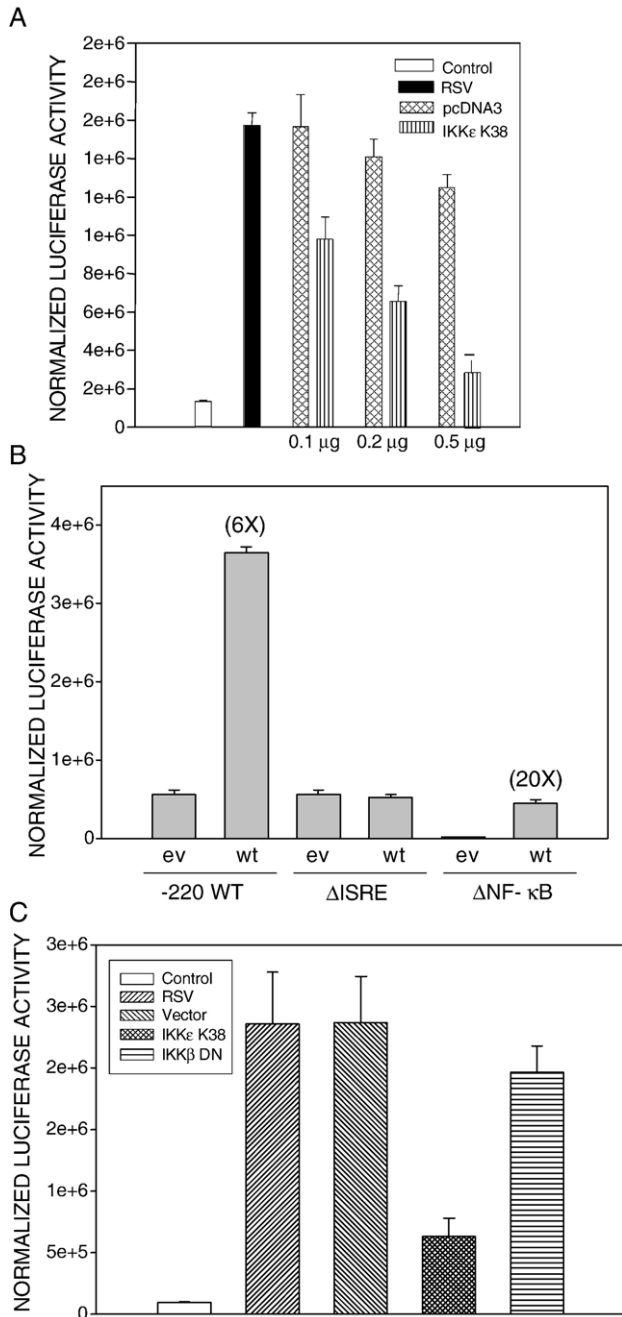 A
NORMALIZED LUCIFERASE ACTIVITY
2e+6
2e+6
2e+6
1e+6
1e+6
1e+6
8e+6
6e+6
4e+6
2e+6
0
Control
RSV
pcDNA3
IKKε K38
0.1 μg 0.2 μg 0.5 μg
B
NORMALIZED LUCIFERASE ACTIVITY
4e+6
3e+6
2e+6
1e+6
0
(6X)
(20X)
ev wt ev wt ev wt
-220 WT ΔISRE ΔNF- κB
C
NORMALIZED LUCIFERASE ACTIVITY
3e+6
3e+6
2e+6
2e+6
1e+6
5e+5
0
Control
RSV
Vector
IKKε K38
IKKβ DN